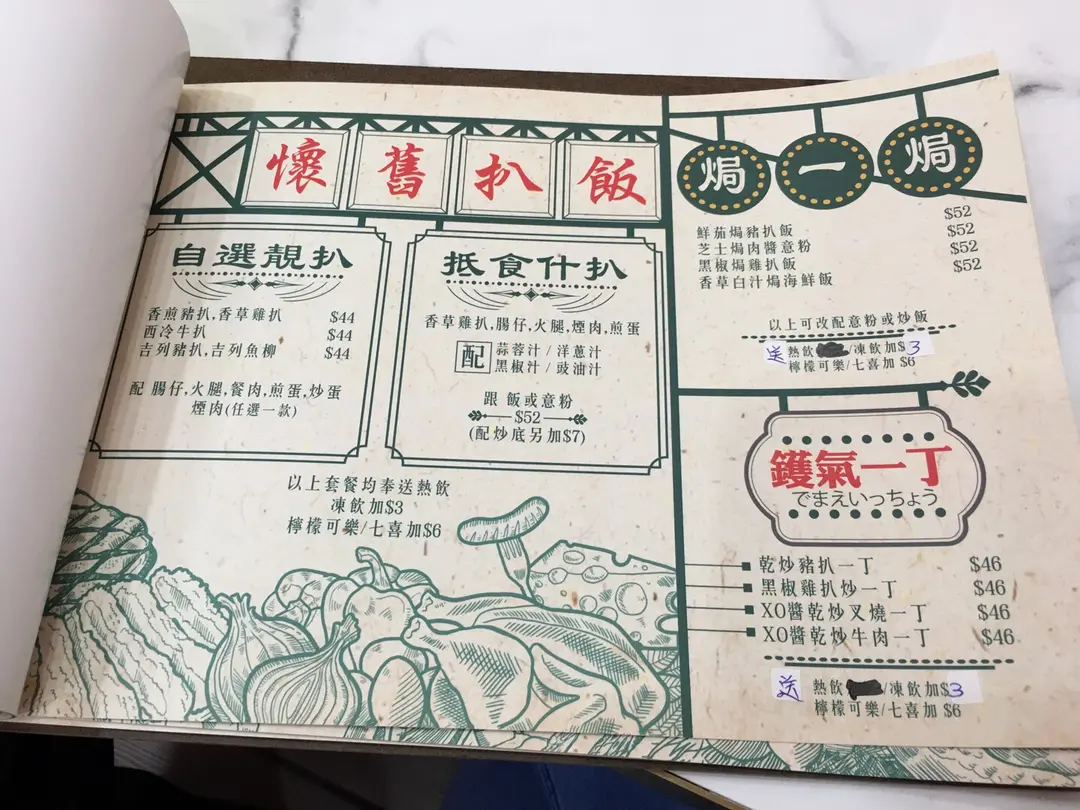 懷舊扒飯
自選靚扒
香煎豬扒,香草雞扒 $44
西冷牛扒 $44
吉列豬扒,吉列魚柳 $44
配 腸仔,火腿,餐肉,煎蛋,炒蛋
煙肉(任選一款)
抵食什扒
香草雞扒,腸仔,火腿,煙肉,煎蛋
配 蒜蓉汁 / 洋蔥汁
黑椒汁 / 豉油汁
跟 飯或意粉
$52
(配炒底另加$7)
以上套餐均奉送熱飲
凍飲加$3
檸檬可樂/七喜加$6
焗一焗
鮮茄焗豬扒飯 $52
芝士焗肉醬意粉 $52
黑椒焗雞扒飯 $52
香草白汁焗海鮮飯 $52
以上可改配意粉或炒飯
送 熱飲/凍飲加$3
檸檬可樂/七喜加 $6
鑊氣一丁
でまえいっちょう
乾炒豬扒一丁 $46
黑椒雞扒炒一丁 $46
XO醬乾炒叉燒一丁 $46
XO醬乾炒牛肉一丁 $46
送 熱飲/凍飲加$3
檸檬可樂/七喜加 $6